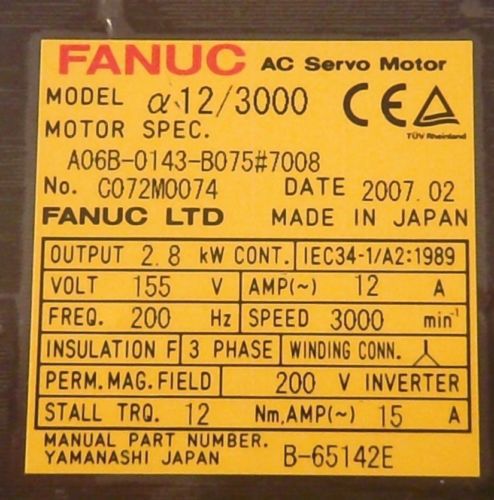 FANUC AC Servo Motor
MODEL α12/3000 CE
MOTOR SPEC. TÜV Rheinland
A06B-0143-B075#7008
No. C072M0074 DATE 2007.02
FANUC LTD MADE IN JAPAN
OUTPUT 2.8 kW CONT. IEC34-1/A2:1989
VOLT 155 V AMP(~) 12 A
FREQ. 200 Hz SPEED 3000 min⁻¹
INSULATION F 3 PHASE WINDING CONN.
PERM.MAG.FIELD 200 V INVERTER
STALL TRQ. 12 Nm,AMP(~) 15 A
MANUAL PART NUMBER.
YAMANASHI JAPAN B-65142E